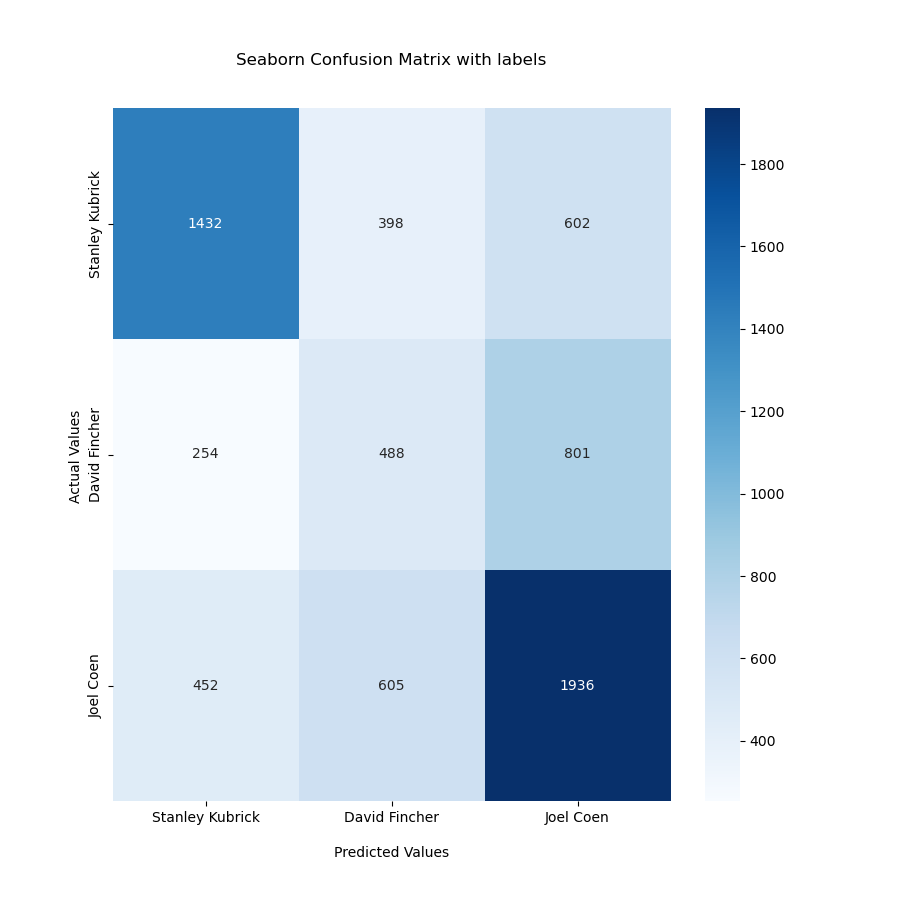 Seaborn Confusion Matrix with labels
Actual Values
Stanley Kubrick
1432
398
602
David Fincher
254
488
801
Joel Coen
452
605
1936
Stanley Kubrick
David Fincher
Joel Coen
Predicted Values
1800
1600
1400
1200
1000
800
600
400